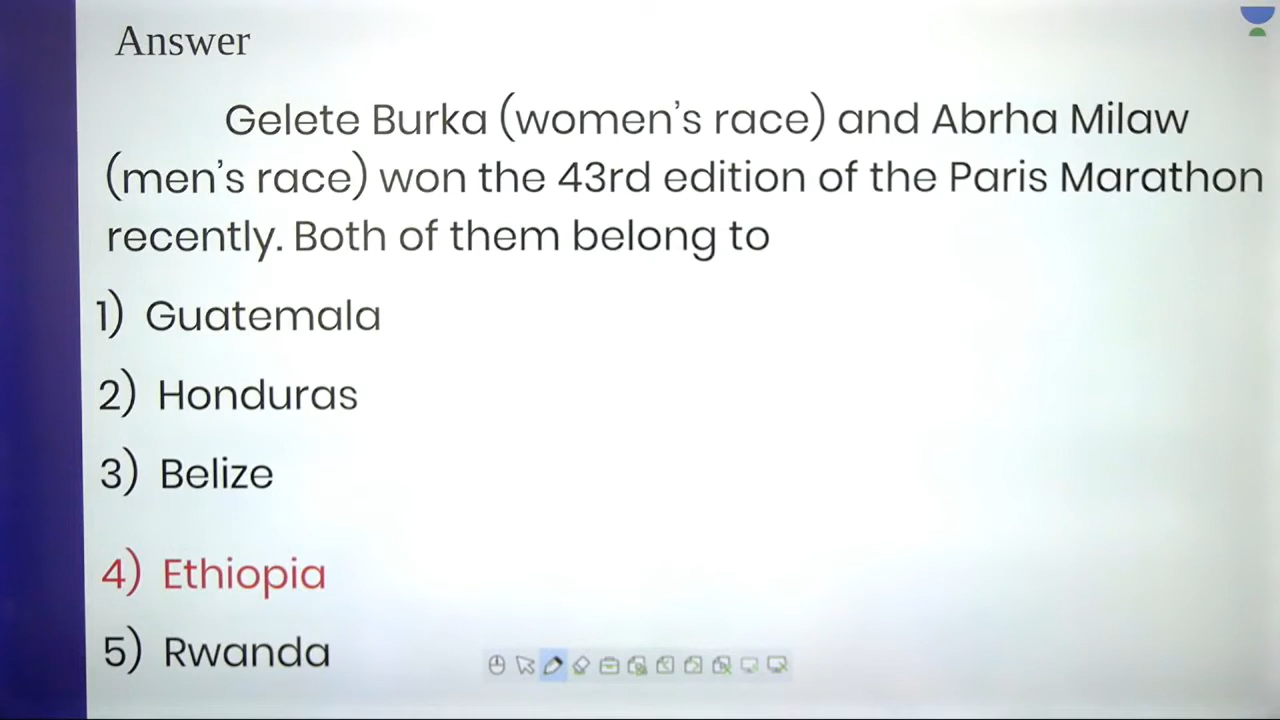 Answer
Gelete Burka (women's race) and Abrha Milaw
(men's race) won the 43rd edition of the Paris Marathon
recently. Both of them belong to
1) Guatemala
2) Honduras
3) Belize
4) Ethiopia
5) Rwanda